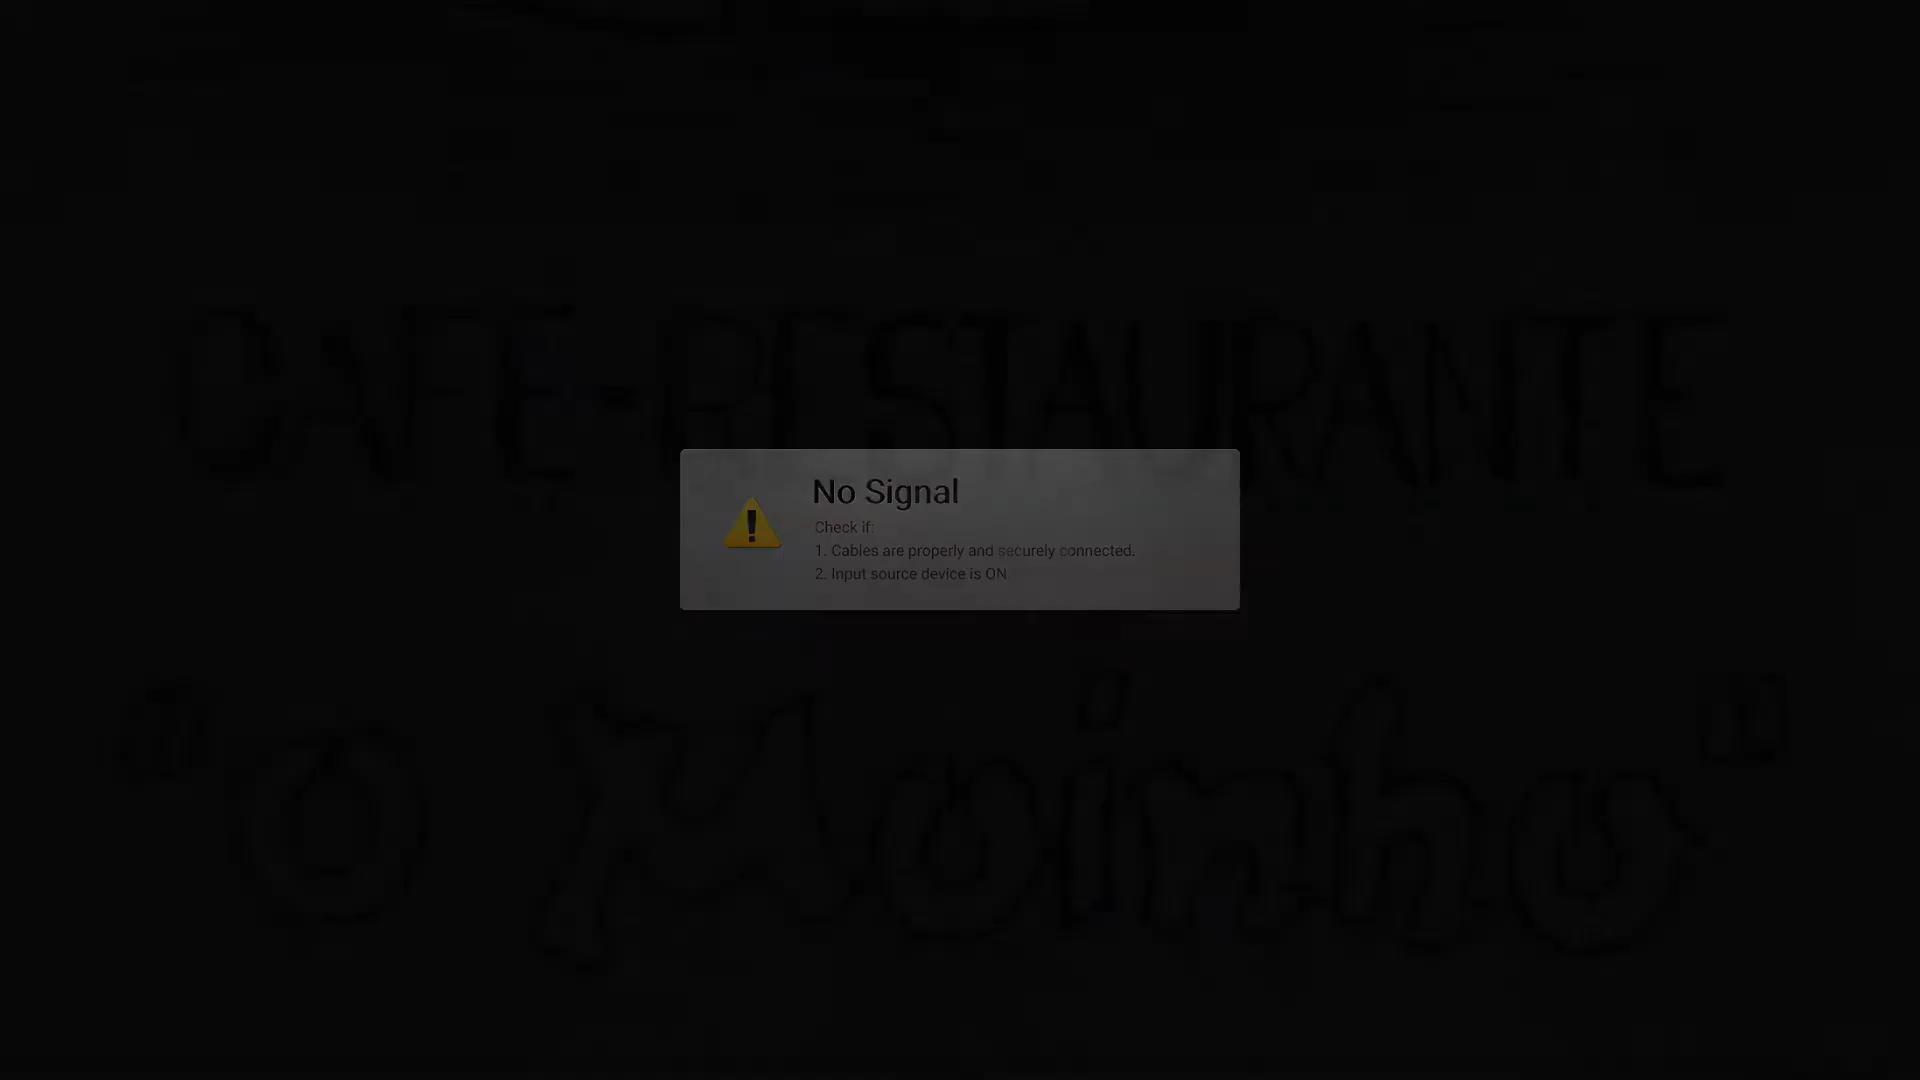 CAFE-RESTAURANTE
No Signal
Check if:
1. Cables are properly and securely connected.
2. Input source device is ON.
"O Moinho"